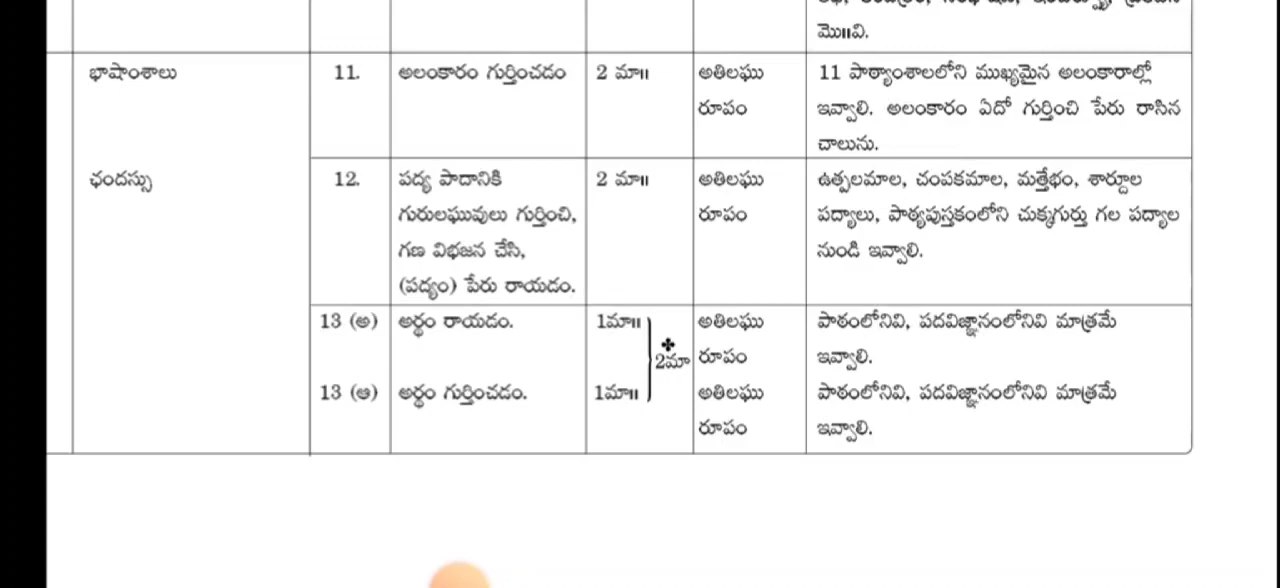 మొ॥వి.
భాషాంశాలు 11. అలంకారం గుర్తించడం 2 మా॥ అతిలఘు 11 పాఠ్యాంశాలలోని ముఖ్యమైన అలంకారాల్లో
రూపం ఇవ్వాలి. అలంకారం ఏదో గుర్తించి పేరు రాసిన
చాలును.
ఛందస్సు 12. పద్య పాదానికి 2 మా॥ అతిలఘు ఉత్పలమాల, చంపకమాల, మత్తేభం, శార్దూల
గురులఘువులు గుర్తించి, రూపం పద్యాలు, పాఠ్యపుస్తకంలోని చుక్కగుర్తు గల పద్యాల
గణ విభజన చేసి, నుండి ఇవ్వాలి.
(పద్యం) పేరు రాయడం.
13 (అ) అర్థం రాయడం. 1మా॥ అతిలఘు పాఠంలోనివి, పదవిజ్ఞానంలోనివి మాత్రమే
✤ 2మా రూపం ఇవ్వాలి.
13 (ఆ) అర్థం గుర్తించడం. 1మా॥ అతిలఘు పాఠంలోనివి, పదవిజ్ఞానంలోనివి మాత్రమే
రూపం ఇవ్వాలి.